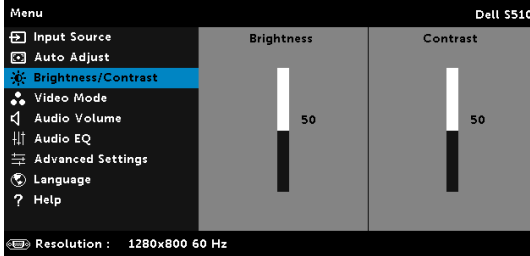 Menu Dell S510
Input Source
Auto Adjust
Brightness/Contrast
Video Mode
Audio Volume
Audio EQ
Advanced Settings
Language
? Help
Brightness Contrast
50 50
Resolution : 1280x800 60 Hz